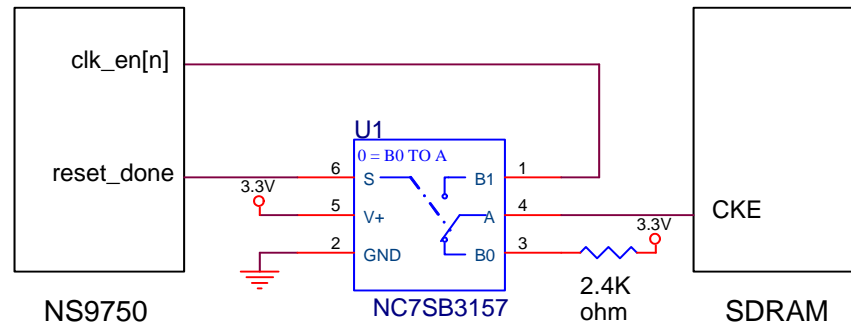 clk_en[n]
reset_done
NS9750
U1
0 = B0 TO A
6
S
B1
1
3.3V
5
V+
A
4
2
GND
B0
3
3.3V
NC7SB3157
2.4K
ohm
CKE
SDRAM